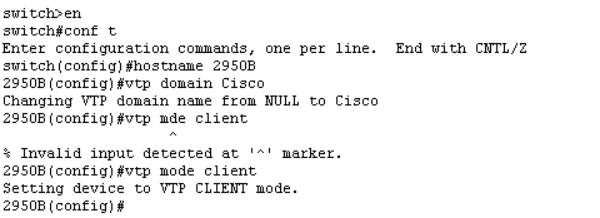 switch>en
switch#conf t
Enter configuration commands, one per line.  End with CNTL/Z
switch(config)#hostname 2950B
2950B(config)#vtp domain Cisco
Changing VTP domain name from NULL to Cisco
2950B(config)#vtp mde client
                   ^
% Invalid input detected at '^' marker.
2950B(config)#vtp mode client
Setting device to VTP CLIENT mode.
2950B(config)#